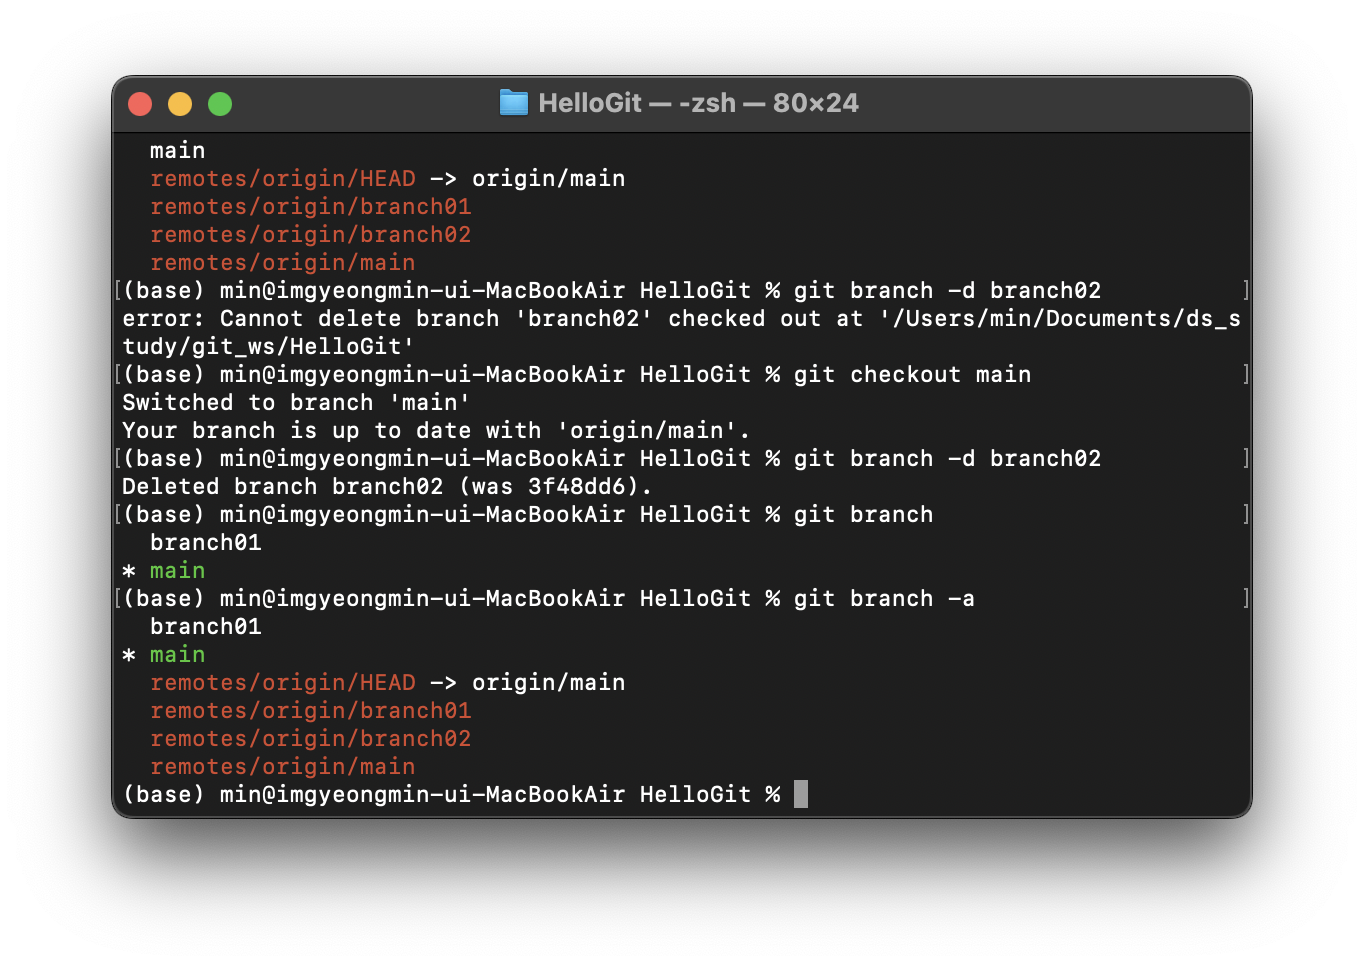 HelloGit — -zsh — 80×24
  main
  remotes/origin/HEAD -> origin/main
  remotes/origin/branch01
  remotes/origin/branch02
  remotes/origin/main
[(base) min@imgyeongmin-ui-MacBookAir HelloGit % git branch -d branch02          ]
error: Cannot delete branch 'branch02' checked out at '/Users/min/Documents/ds_s
tudy/git_ws/HelloGit'
[(base) min@imgyeongmin-ui-MacBookAir HelloGit % git checkout main               ]
Switched to branch 'main'
Your branch is up to date with 'origin/main'.
[(base) min@imgyeongmin-ui-MacBookAir HelloGit % git branch -d branch02          ]
Deleted branch branch02 (was 3f48dd6).
[(base) min@imgyeongmin-ui-MacBookAir HelloGit % git branch                      ]
  branch01
* main
[(base) min@imgyeongmin-ui-MacBookAir HelloGit % git branch -a                   ]
  branch01
* main
  remotes/origin/HEAD -> origin/main
  remotes/origin/branch01
  remotes/origin/branch02
  remotes/origin/main
(base) min@imgyeongmin-ui-MacBookAir HelloGit %